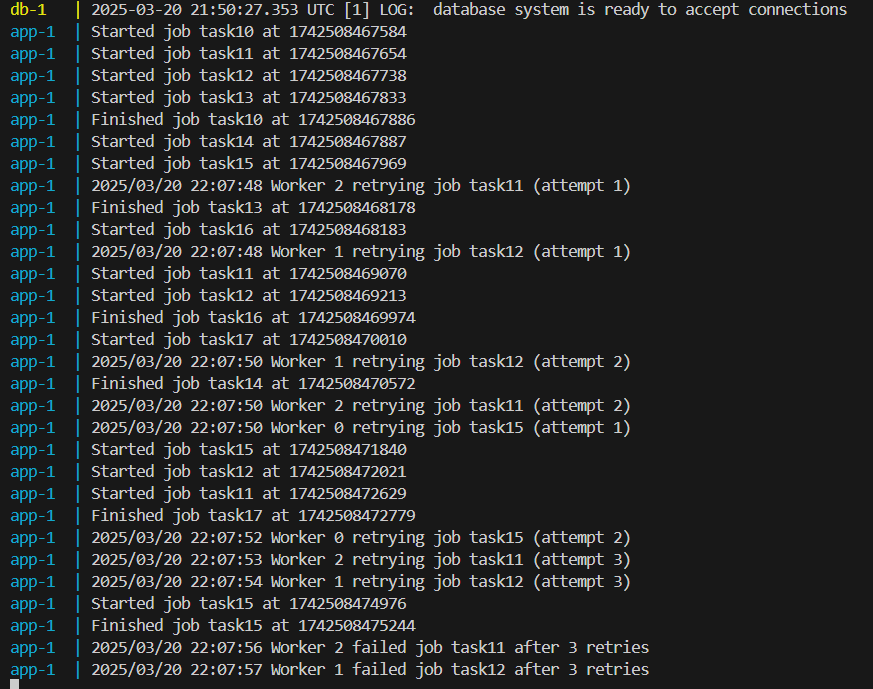 db-1   | 2025-03-20 21:50:27.353 UTC [1] LOG:  database system is ready to accept connections
app-1  | Started job task10 at 1742508467584
app-1  | Started job task11 at 1742508467654
app-1  | Started job task12 at 1742508467738
app-1  | Started job task13 at 1742508467833
app-1  | Finished job task10 at 1742508467886
app-1  | Started job task14 at 1742508467887
app-1  | Started job task15 at 1742508467969
app-1  | 2025/03/20 22:07:48 Worker 2 retrying job task11 (attempt 1)
app-1  | Finished job task13 at 1742508468178
app-1  | Started job task16 at 1742508468183
app-1  | 2025/03/20 22:07:48 Worker 1 retrying job task12 (attempt 1)
app-1  | Started job task11 at 1742508469070
app-1  | Started job task12 at 1742508469213
app-1  | Finished job task16 at 1742508469974
app-1  | Started job task17 at 1742508470010
app-1  | 2025/03/20 22:07:50 Worker 1 retrying job task12 (attempt 2)
app-1  | Finished job task14 at 1742508470572
app-1  | 2025/03/20 22:07:50 Worker 2 retrying job task11 (attempt 2)
app-1  | 2025/03/20 22:07:50 Worker 0 retrying job task15 (attempt 1)
app-1  | Started job task15 at 1742508471840
app-1  | Started job task12 at 1742508472021
app-1  | Started job task11 at 1742508472629
app-1  | Finished job task17 at 1742508472779
app-1  | 2025/03/20 22:07:52 Worker 0 retrying job task15 (attempt 2)
app-1  | 2025/03/20 22:07:53 Worker 2 retrying job task11 (attempt 3)
app-1  | 2025/03/20 22:07:54 Worker 1 retrying job task12 (attempt 3)
app-1  | Started job task15 at 1742508474976
app-1  | Finished job task15 at 1742508475244
app-1  | 2025/03/20 22:07:56 Worker 2 failed job task11 after 3 retries
app-1  | 2025/03/20 22:07:57 Worker 1 failed job task12 after 3 retries